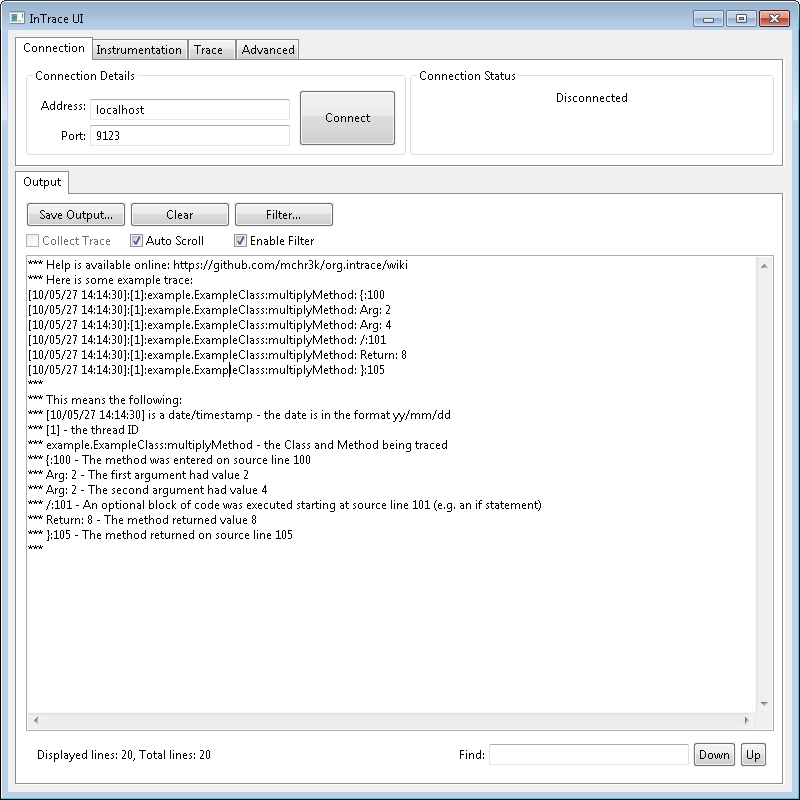 InTrace UI
Connection Instrumentation Trace Advanced
Connection Details
Address: localhost
Port: 9123
Connect
Connection Status
Disconnected
Output
Save Output... Clear Filter...
Collect Trace Auto Scroll Enable Filter
*** Help is available online: https://github.com/mchr3k/org.intrace/wiki
*** Here is some example trace:
[10/05/27 14:14:30]:[1]:example.ExampleClass:multiplyMethod: {:100
[10/05/27 14:14:30]:[1]:example.ExampleClass:multiplyMethod: Arg: 2
[10/05/27 14:14:30]:[1]:example.ExampleClass:multiplyMethod: Arg: 4
[10/05/27 14:14:30]:[1]:example.ExampleClass:multiplyMethod: /:101
[10/05/27 14:14:30]:[1]:example.ExampleClass:multiplyMethod: Return: 8
[10/05/27 14:14:30]:[1]:example.ExampleClass:multiplyMethod: }:105
***
*** This means the following:
*** [10/05/27 14:14:30] is a date/timestamp - the date is in the format yy/mm/dd
*** [1] - the thread ID
*** example.ExampleClass:multiplyMethod - the Class and Method being traced
*** {:100 - The method was entered on source line 100
*** Arg: 2 - The first argument had value 2
*** Arg: 2 - The second argument had value 4
*** /:101 - An optional block of code was executed starting at source line 101 (e.g. an if statement)
*** Return: 8 - The method returned value 8
*** }:105 - The method returned on source line 105
***
Displayed lines: 20, Total lines: 20 Find: Down Up